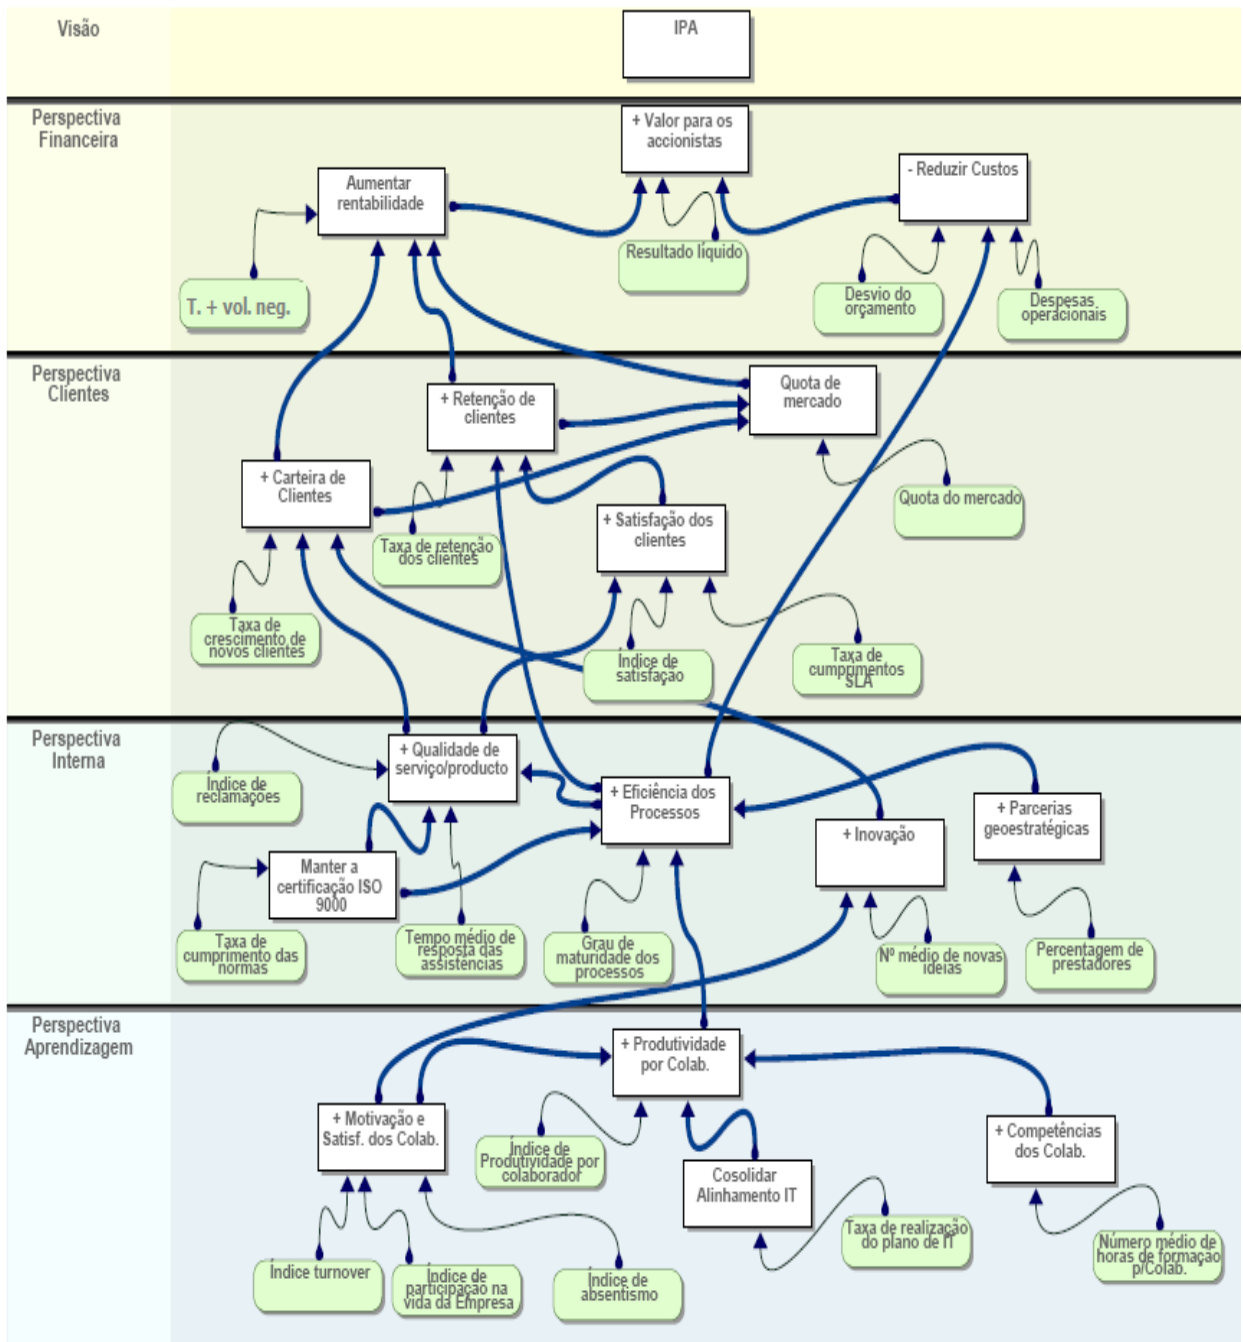 Visão
IPA
Perspectiva
Financeira
+ Valor para os
accionistas
Aumentar
rentabilidade
- Reduzir Custos
Resultado líquido
T. + vol. neg.
Desvio do
orçamento
Despesas
operacionais
Perspectiva
Clientes
+ Retenção de
clientes
Quota de
mercado
+ Carteira de
Clientes
Quota do mercado
+ Satisfação dos
clientes
Taxa de retenção
dos clientes
Taxa de
crescimento de
novos clientes
Índice de
satisfação
Taxa de
cumprimentos
SLA
Perspectiva
Interna
+ Qualidade de
serviço/producto
Índice de
reclamações
+ Eficiência dos
Processos
+ Parcerias
geoestratégicas
+ Inovação
Manter a
certificação ISO
9000
Taxa de
cumprimento das
normas
Tempo médio de
resposta das
assistências
Grau de
maturidade dos
processos
Nº médio de novas
ideias
Percentagem de
prestadores
Perspectiva
Aprendizagem
+ Produtividade
por Colab.
+ Motivação e
Satisf. dos Colab.
Índice de
Produtividade por
colaborador
Cosolidar
Alinhamento IT
+ Competências
dos Colab.
Taxa de realização
do plano de IT
Número médio de
horas de formação
p/Colab.
Índice turnover
Índice de
participação na
vida da Empresa
Índice de
absentismo